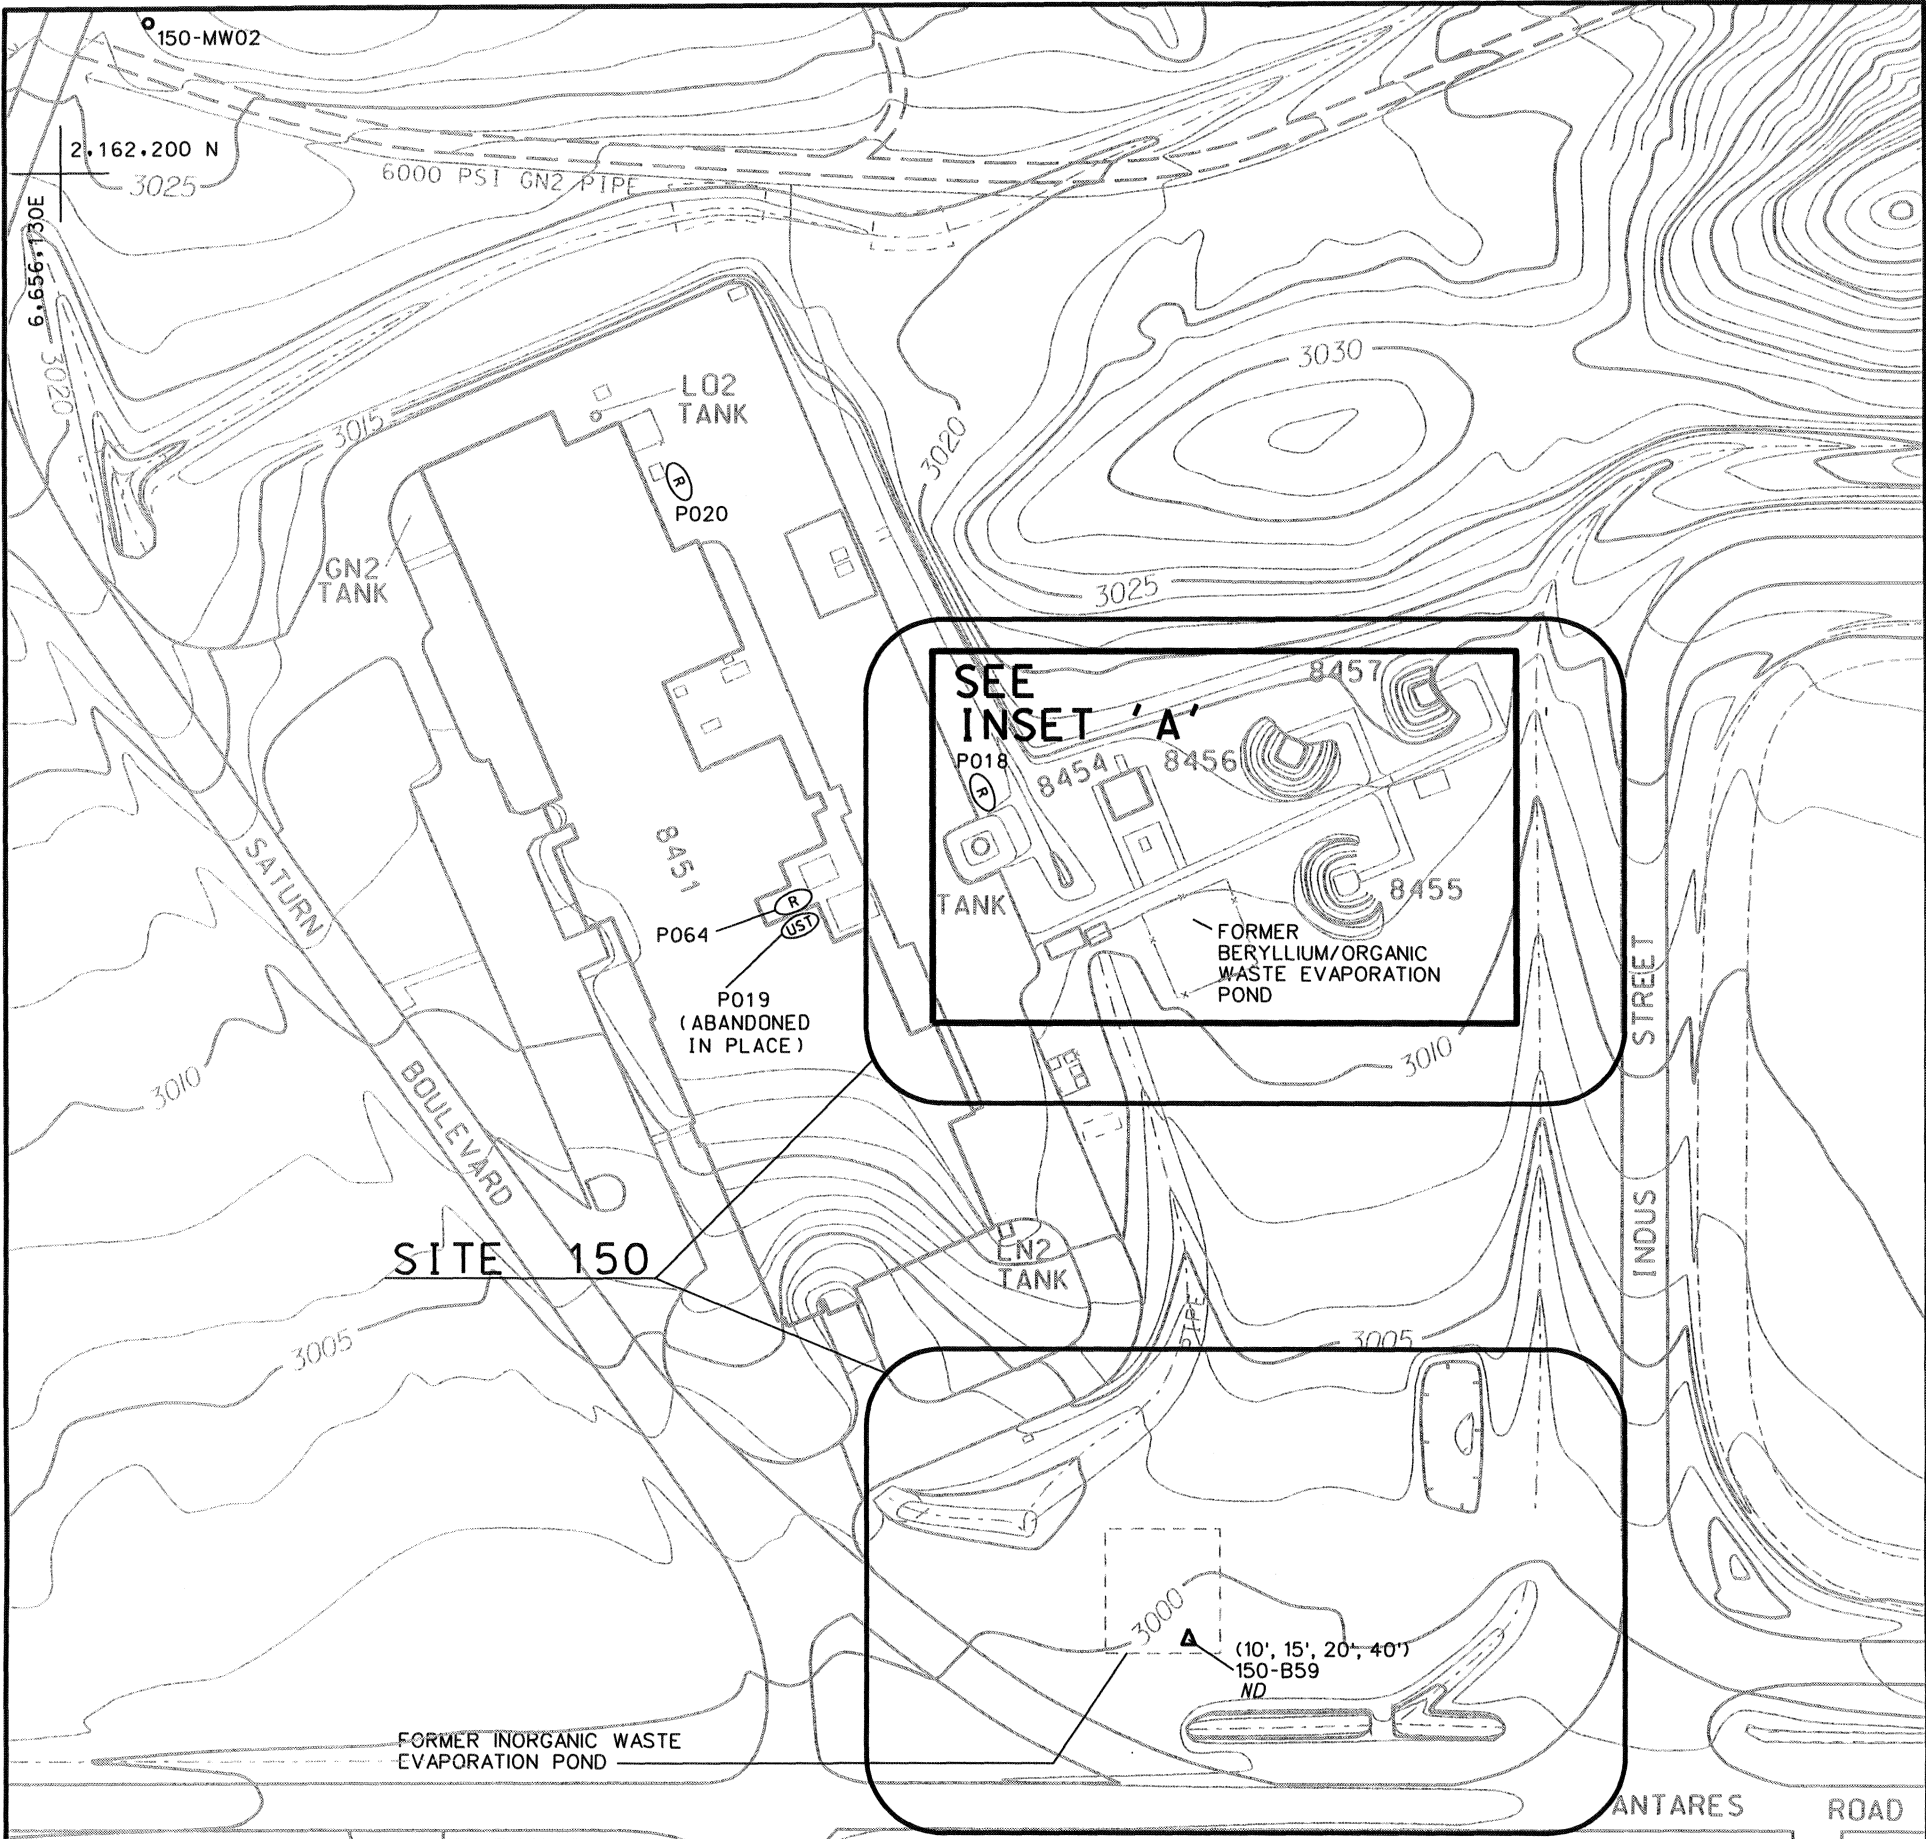 150-MW02
2,162,200 N
3025
6000 PSI GN2 PIPE
6,656,130E
3020
3015
LO2
TANK
3030
3020
P020
GN2
TANK
3025
SEE
INSET 'A'
8457
P018
8454
8456
8451
SATURN
TANK
8455
P064
FORMER
BERYLLIUM/ORGANIC
WASTE EVAPORATION
POND
R
R
R
UST
P019
(ABANDONED
IN PLACE)
STREET
3010
3010
BOULEVARD
SITE 150
LN2
TANK
INDUS
PIPE
3005
3005
3000
(10', 15', 20', 40')
150-B59
ND
FORMER INORGANIC WASTE
EVAPORATION POND
ANTARES ROAD